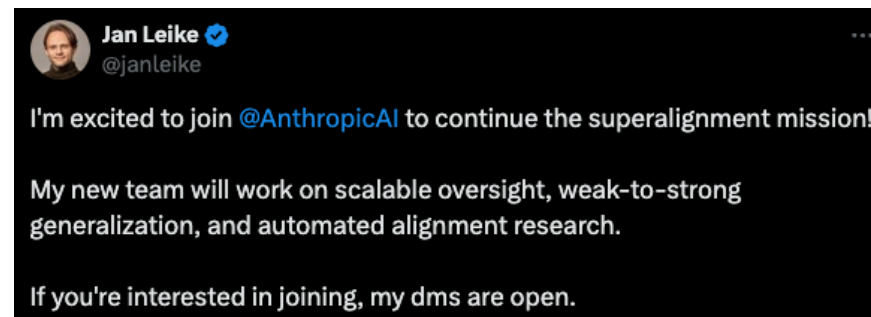 Jan Leike
@janleike
I'm excited to join @AnthropicAI to continue the superalignment mission!
My new team will work on scalable oversight, weak-to-strong
generalization, and automated alignment research.
If you're interested in joining, my dms are open.